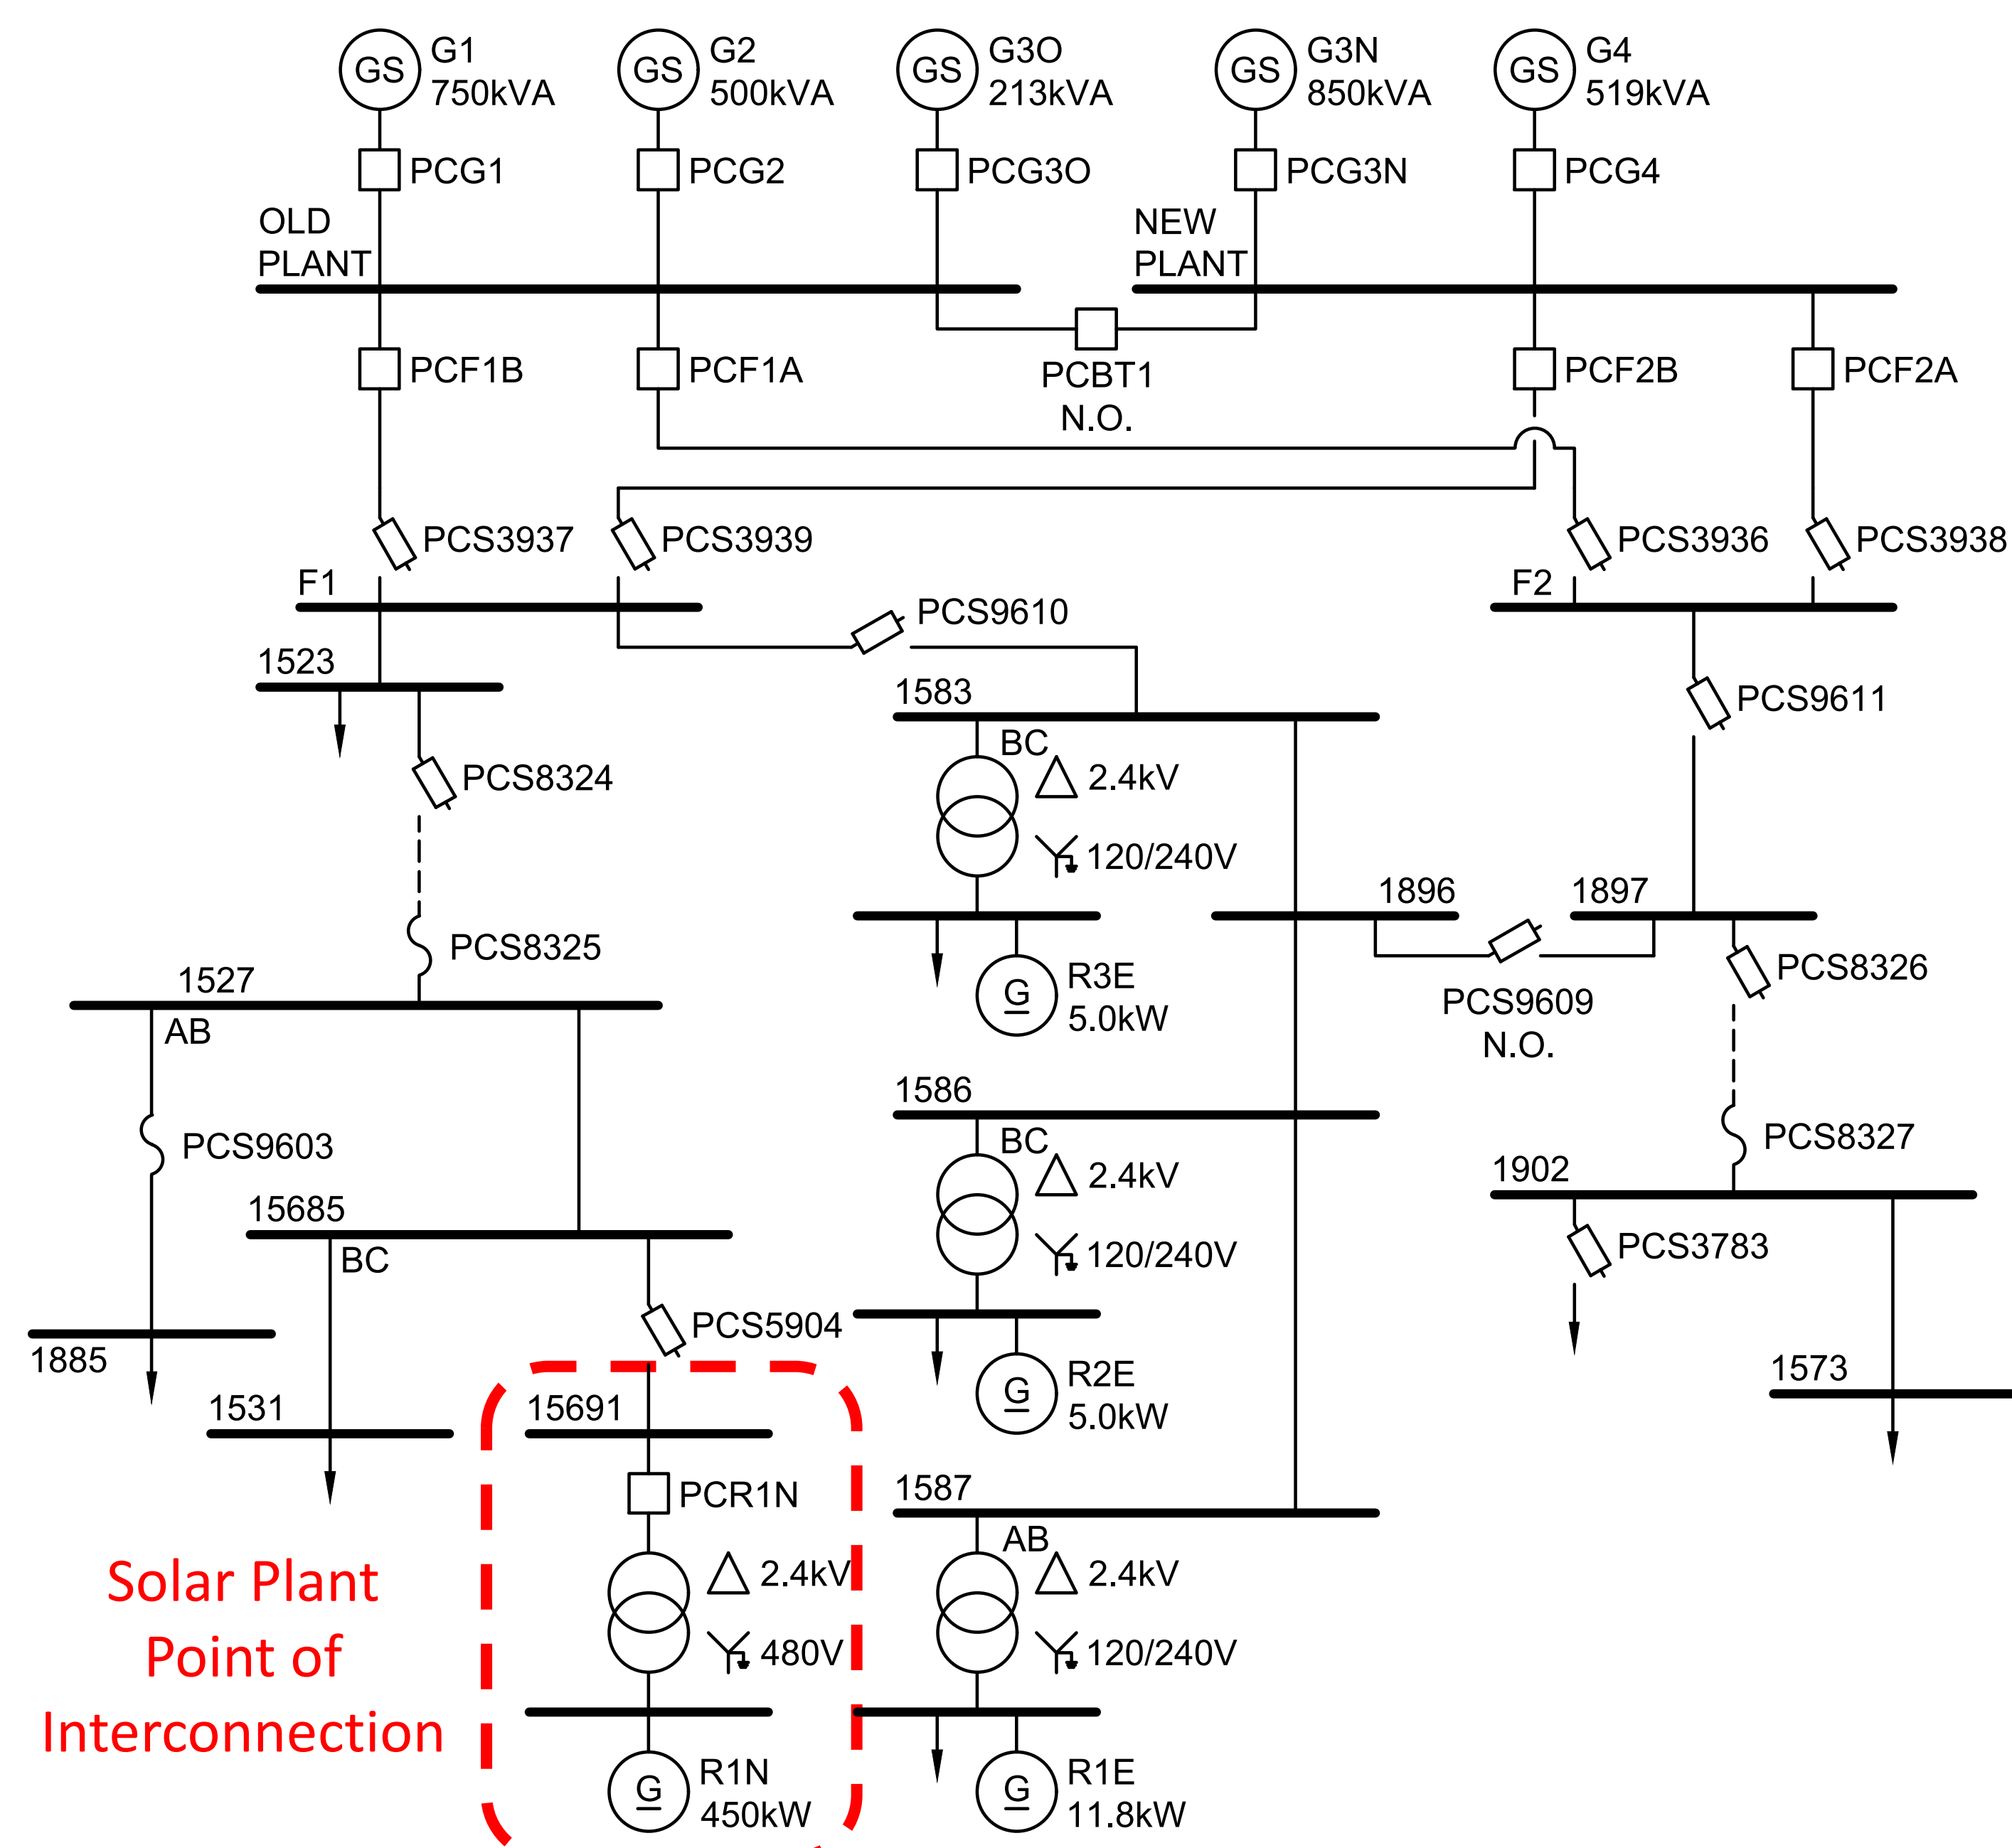 GS
G1
750kVA
GS
G2
500kVA
GS
G3O
213kVA
GS
G3N
850kVA
GS
G4
519kVA
PCG1
PCG2
PCG3O
PCG3N
PCG4
OLD
PLANT
NEW
PLANT
PCF1B
PCF1A
PCBT1
N.O.
PCF2B
PCF2A
PCS3937
PCS3939
PCS3936
PCS3938
F1
F2
PCS9610
1523
1583
PCS9611
BC
2.4kV
PCS8324
120/240V
1896
1897
PCS8325
1527
R3E
5.0kW
G
PCS9609
N.O.
PCS8326
AB
1586
PCS9603
BC
2.4kV
PCS8327
1902
15685
BC
120/240V
PCS3783
PCS5904
1885
1573
G
R2E
5.0kW
1531
15691
PCR1N
1587
AB
Solar Plant
Point of
Interconnection
2.4kV
480V
2.4kV
120/240V
G
R1N
450kW
G
R1E
11.8kW